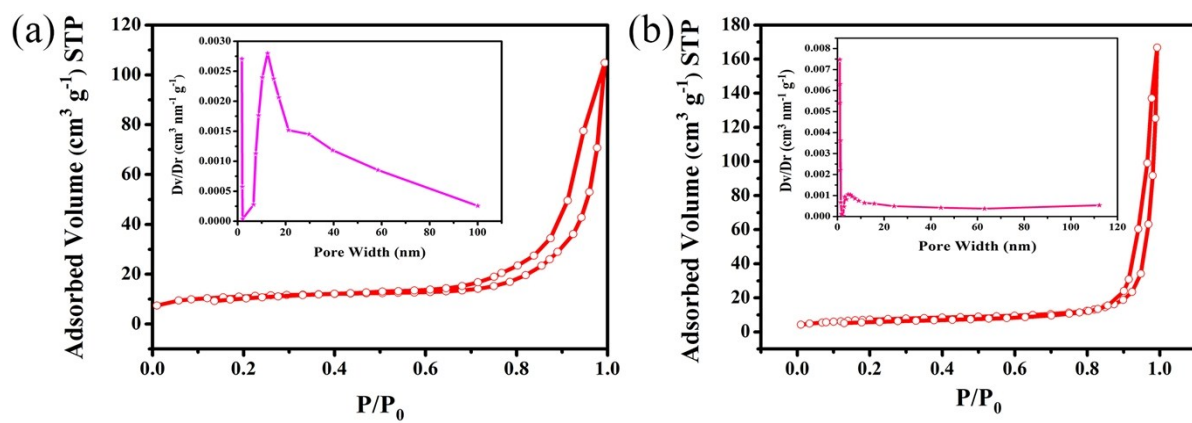 (a)
Adsorbed Volume (cm³ g⁻¹) STP
120
100
80
60
40
20
0
0.0 0.2 0.4 0.6 0.8 1.0
P/P₀
Dv/Dr (cm³ nm⁻¹ g⁻¹)
0.0030
0.0025
0.0020
0.0015
0.0010
0.0005
0.0000
0 20 40 60 80 100
Pore Width (nm)
(b)
Adsorbed Volume (cm³ g⁻¹) STP
180
160
140
120
100
80
60
40
20
0
0.0 0.2 0.4 0.6 0.8 1.0
P/P₀
Dv/Dr (cm³ nm⁻¹ g⁻¹)
0.008
0.007
0.006
0.005
0.004
0.003
0.002
0.001
0.000
0 20 40 60 80 100 120
Pore Width (nm)